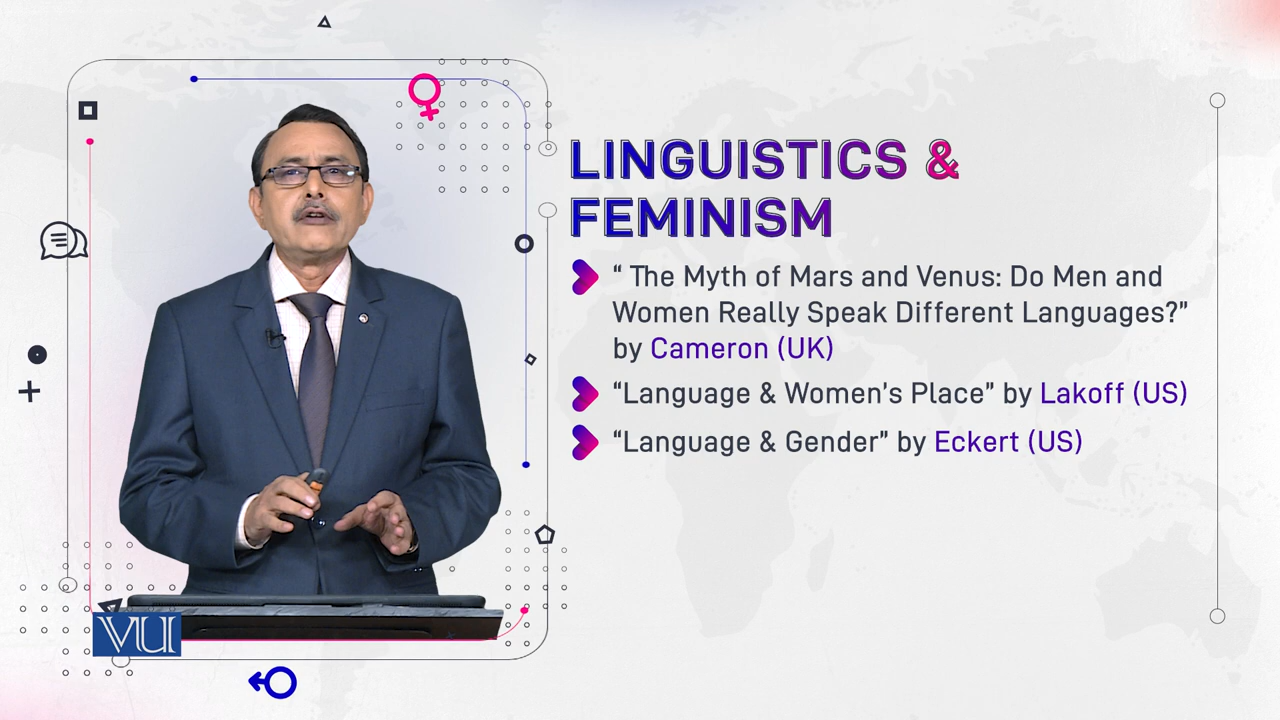 LINGUISTICS &
FEMINISM
“ The Myth of Mars and Venus: Do Men and
Women Really Speak Different Languages?”
by Cameron (UK)
“Language & Women’s Place” by Lakoff (US)
“Language & Gender” by Eckert (US)
VU